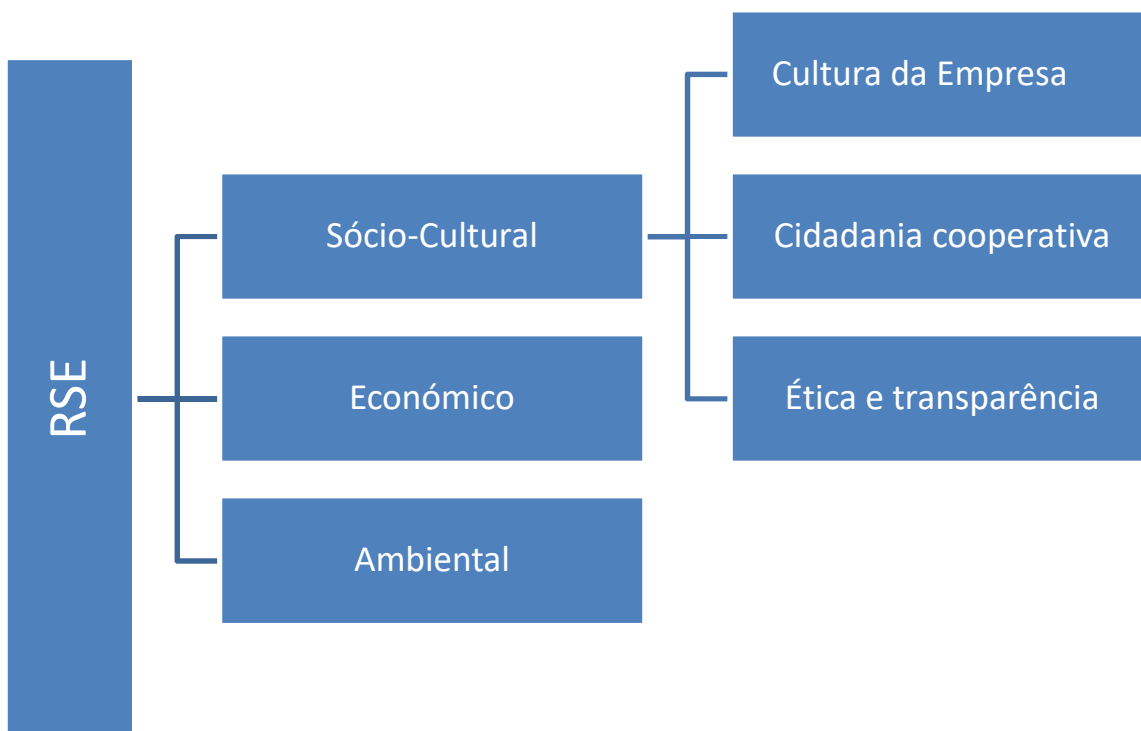 RSE
Sócio-Cultural
Económico
Ambiental
Cultura da Empresa
Cidadania cooperativa
Ética e transparência